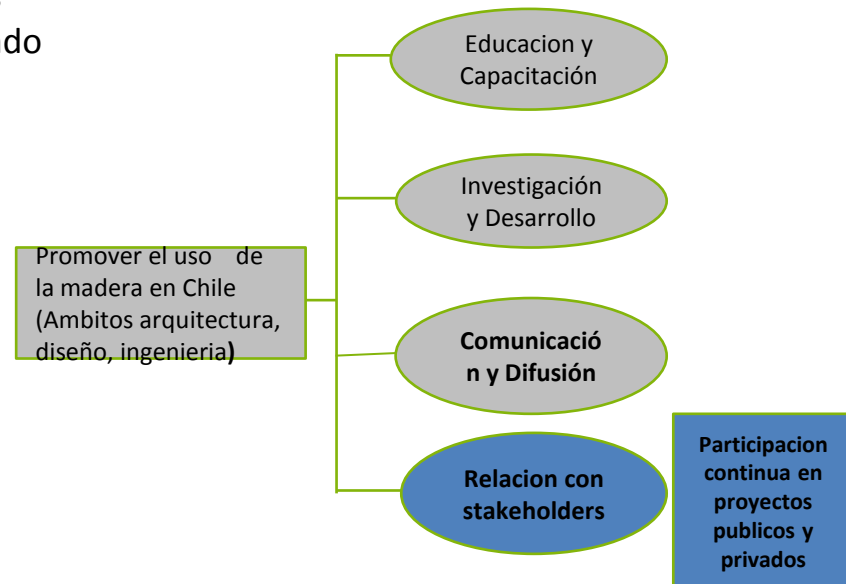 ndo
Educacion y
Capacitación
Investigación
y Desarrollo
Promover el uso de
la madera en Chile
(Ambitos arquitectura,
diseño, ingenieria)
Comunicació
n y Difusión
Relacion con
stakeholders
Participacion
continua en
proyectos
publicos y
privados